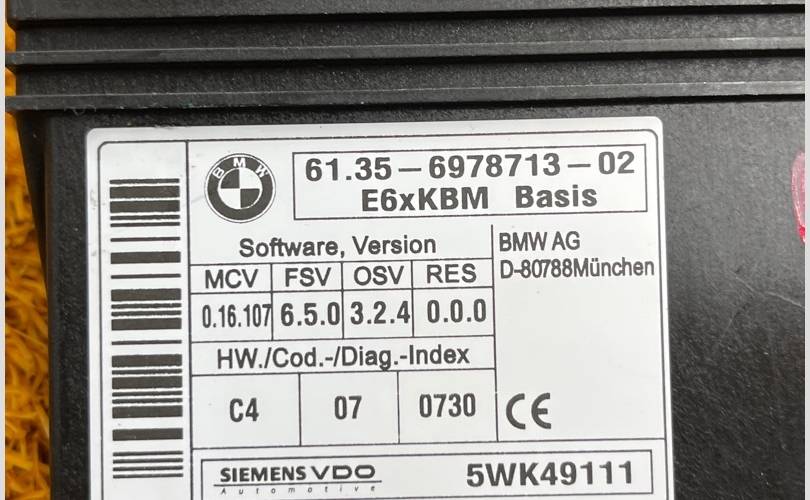 BMW
61.35-6978713-02
E6xKBM Basis
Software, Version
MCV FSV OSV RES
0.16.107 6.5.0 3.2.4 0.0.0
BMW AG
D-80788München
HW./Cod.-/Diag.-Index
C4 07 0730
CE
SIEMENS VDO
Automotive
5WK49111